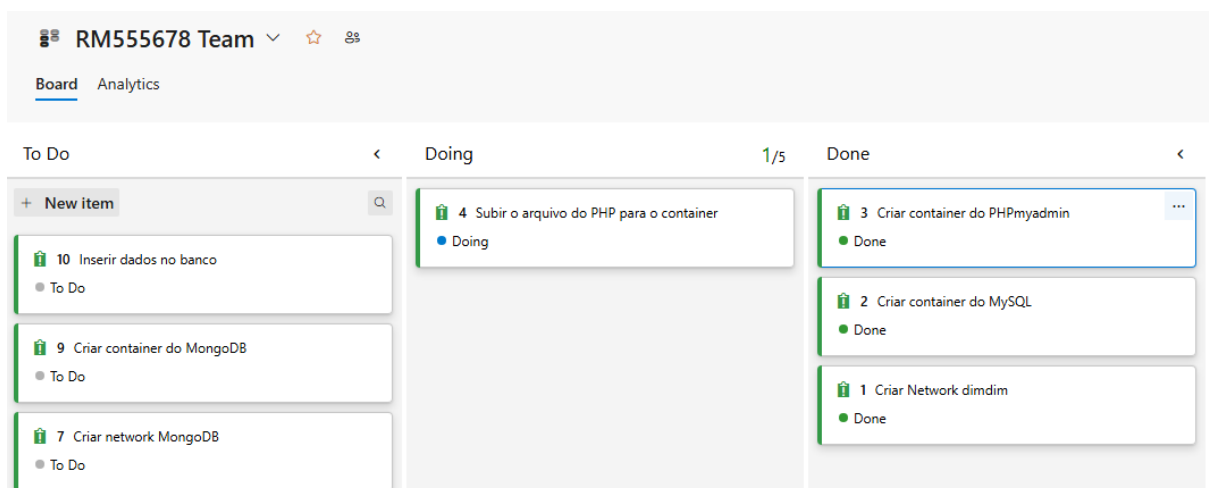 RM555678 Team
Board Analytics
To Do
+ New item
10 Inserir dados no banco
To Do
9 Criar container do MongoDB
To Do
7 Criar network MongoDB
To Do
Doing 1/5
4 Subir o arquivo do PHP para o container
Doing
Done
3 Criar container do PHPmyadmin
Done
2 Criar container do MySQL
Done
1 Criar Network dimdim
Done